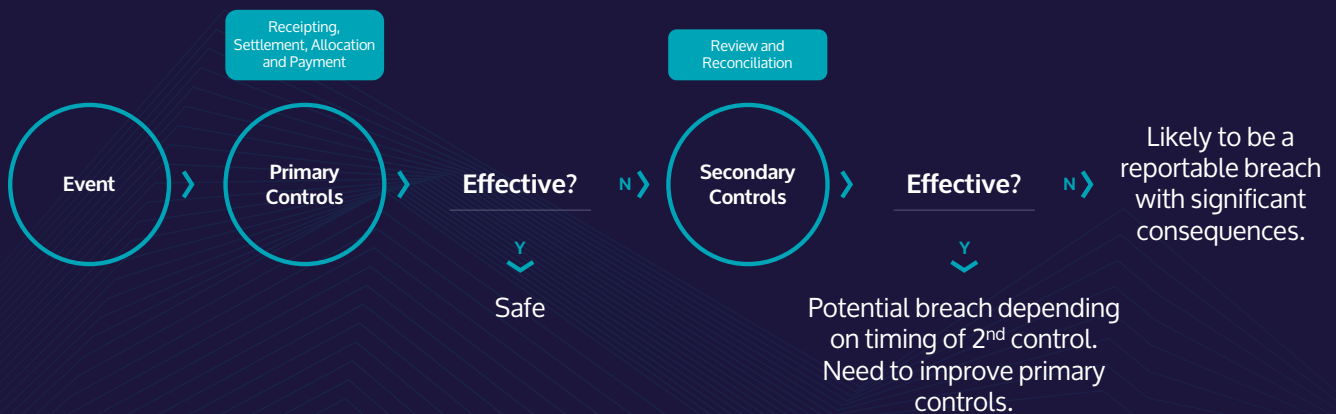 Receipting,
Settlement, Allocation
and Payment
Review and
Reconciliation
Event
Primary
Controls
Effective?
N
Secondary
Controls
Effective?
N
Likely to be a
reportable breach
with significant
consequences.
Y
Safe
Y
Potential breach depending
on timing of 2nd control.
Need to improve primary
controls.